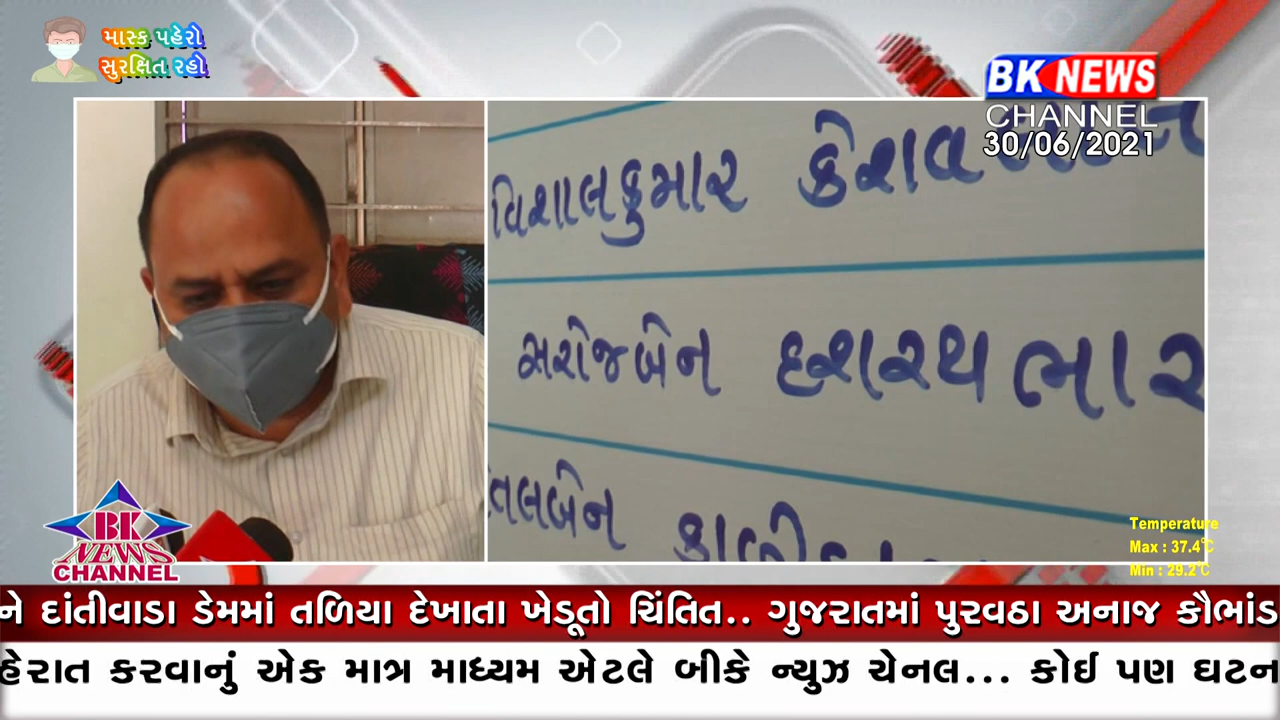 માસ્ક પહેરો
સુરક્ષિત રહો
BK NEWS
CHANNEL
30/06/2021
વિશાલકુમાર કેશવ
સરોજબેન દશરથભાર
તલબેન
BK
NEWS
CHANNEL
Temperature
Max : 37.4℃
Min : 29.2℃
ને દાંતીવાડા ડેમમાં તળિયા દેખાતા ખેડૂતો ચિંતિત.. ગુજરાતમાં પુરવઠા અનાજ કૌભાંડ
હેરાત કરવાનું એક માત્ર માધ્યમ એટલે બીકે ન્યુઝ ચેનલ... કોઈ પણ ઘટન